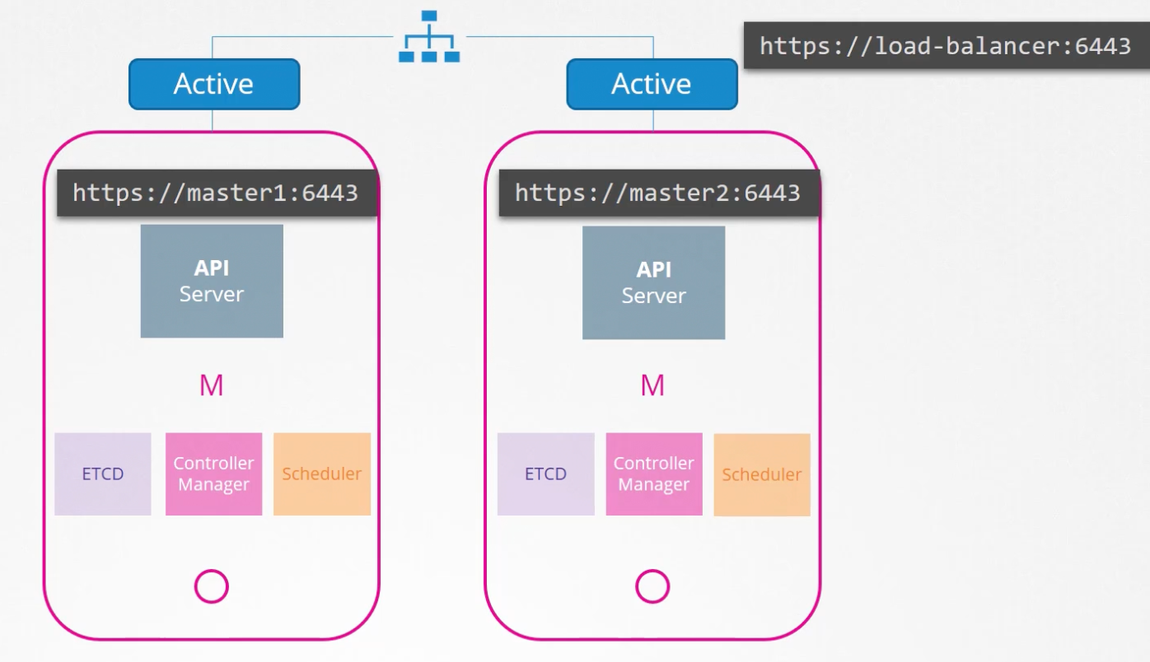 https://load-balancer:6443
Active
Active
https://master1:6443
https://master2:6443
API
Server
API
Server
M
M
ETCD
Controller
Manager
Scheduler
ETCD
Controller
Manager
Scheduler